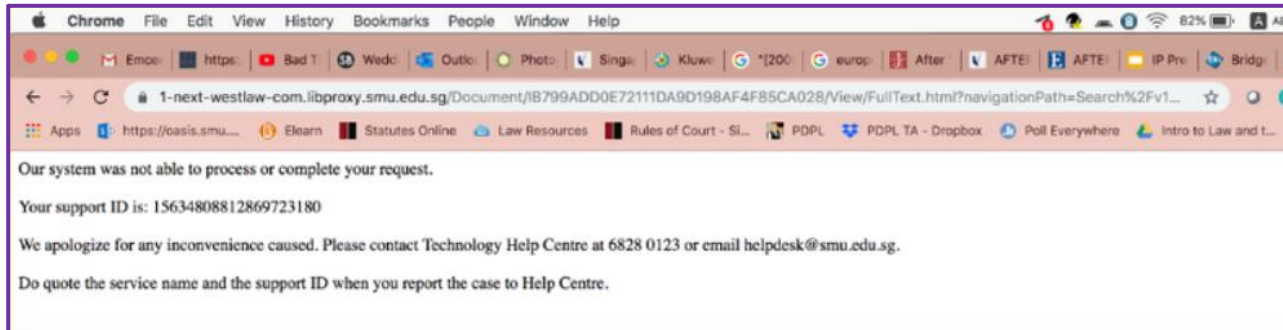 Chrome File Edit View History Bookmarks People Window Help 82%
Emcee https: Bad T Wedd Outlo Photo Singa Kluwe "[200 europ After AFTEI AFTEI IP Pre Bridge
1-next-westlaw-com.libproxy.smu.edu.sg/Document/IB799ADD0E72111DA9D198AF4F85CA028/View/FullText.html?navigationPath=Search%2Fv1...
Apps https://oasis.smu.... Elearn Statutes Online Law Resources Rules of Court - Si... PDPL PDPL TA - Dropbox Poll Everywhere Intro to Law and t...
Our system was not able to process or complete your request.
Your support ID is: 15634808812869723180
We apologize for any inconvenience caused. Please contact Technology Help Centre at 6828 0123 or email helpdesk@smu.edu.sg.
Do quote the service name and the support ID when you report the case to Help Centre.